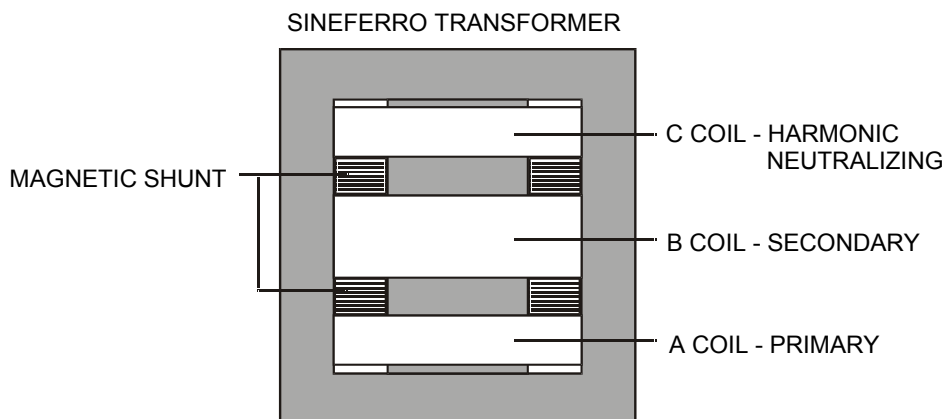 SINEFERRO TRANSFORMER
C COIL - HARMONIC
NEUTRALIZING
MAGNETIC SHUNT
B COIL - SECONDARY
A COIL - PRIMARY